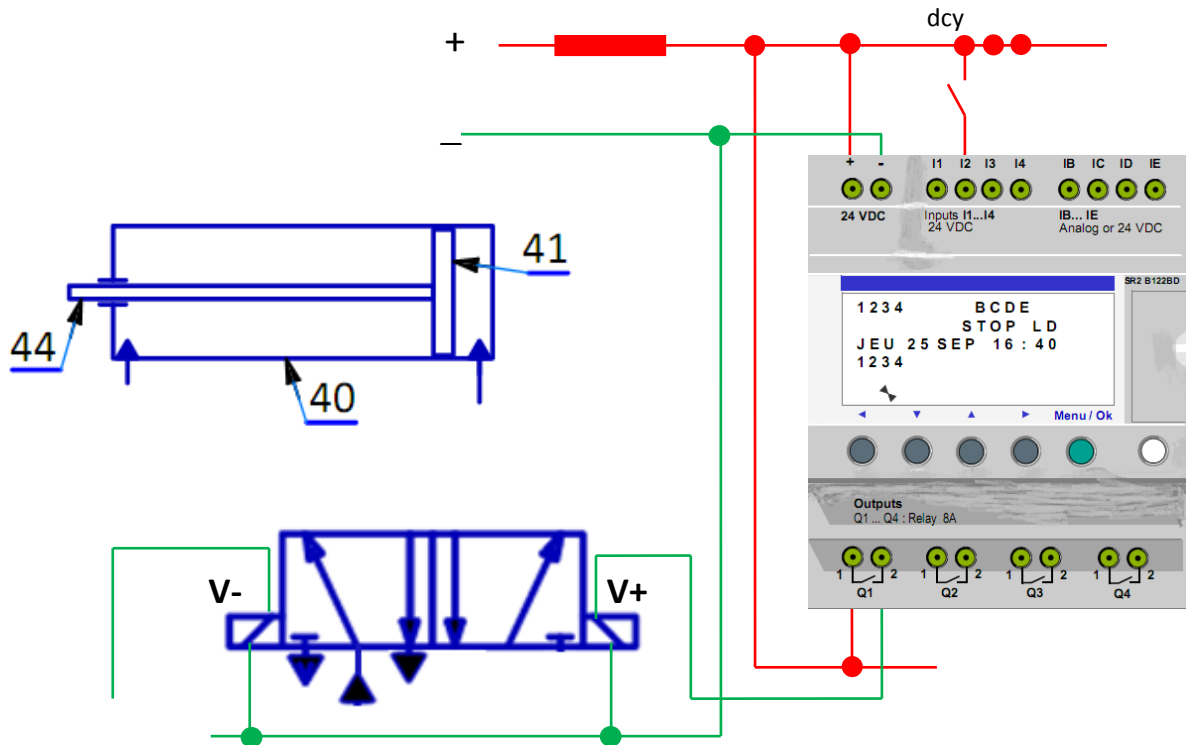 dcy
+
−
+ - I1 I2 I3 I4 IB IC ID IE
24 VDC
Inputs I1...I4
24 VDC
IB... IE
Analog or 24 VDC
SR2 B122BD
1234 BCDE
STOP LD
JEU 25 SEP 16 : 40
1234
Menu / Ok
41
44
40
Outputs
Q1 ... Q4 : Relay 8A
1 2 1 2 1 2 1 2
Q1 Q2 Q3 Q4
V-
V+